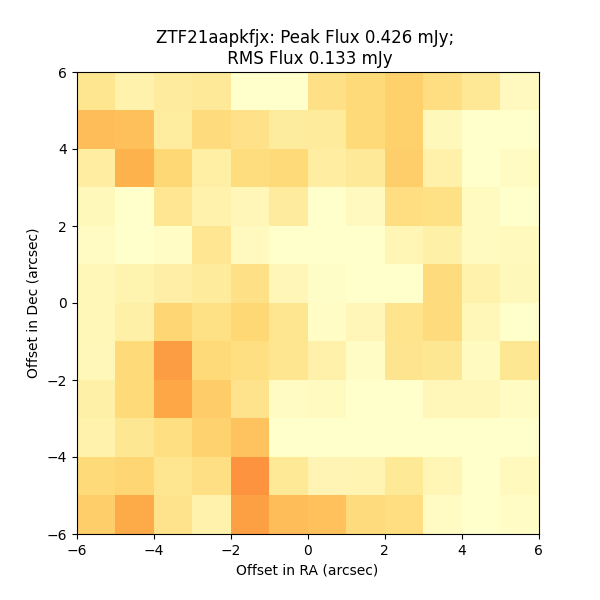 ZTF21aapkfjx: Peak Flux 0.426 mJy;
RMS Flux 0.133 mJy
6
4
2
0
−2
−4
−6
Offset in Dec (arcsec)
−6 −4 −2 0 2 4 6
Offset in RA (arcsec)